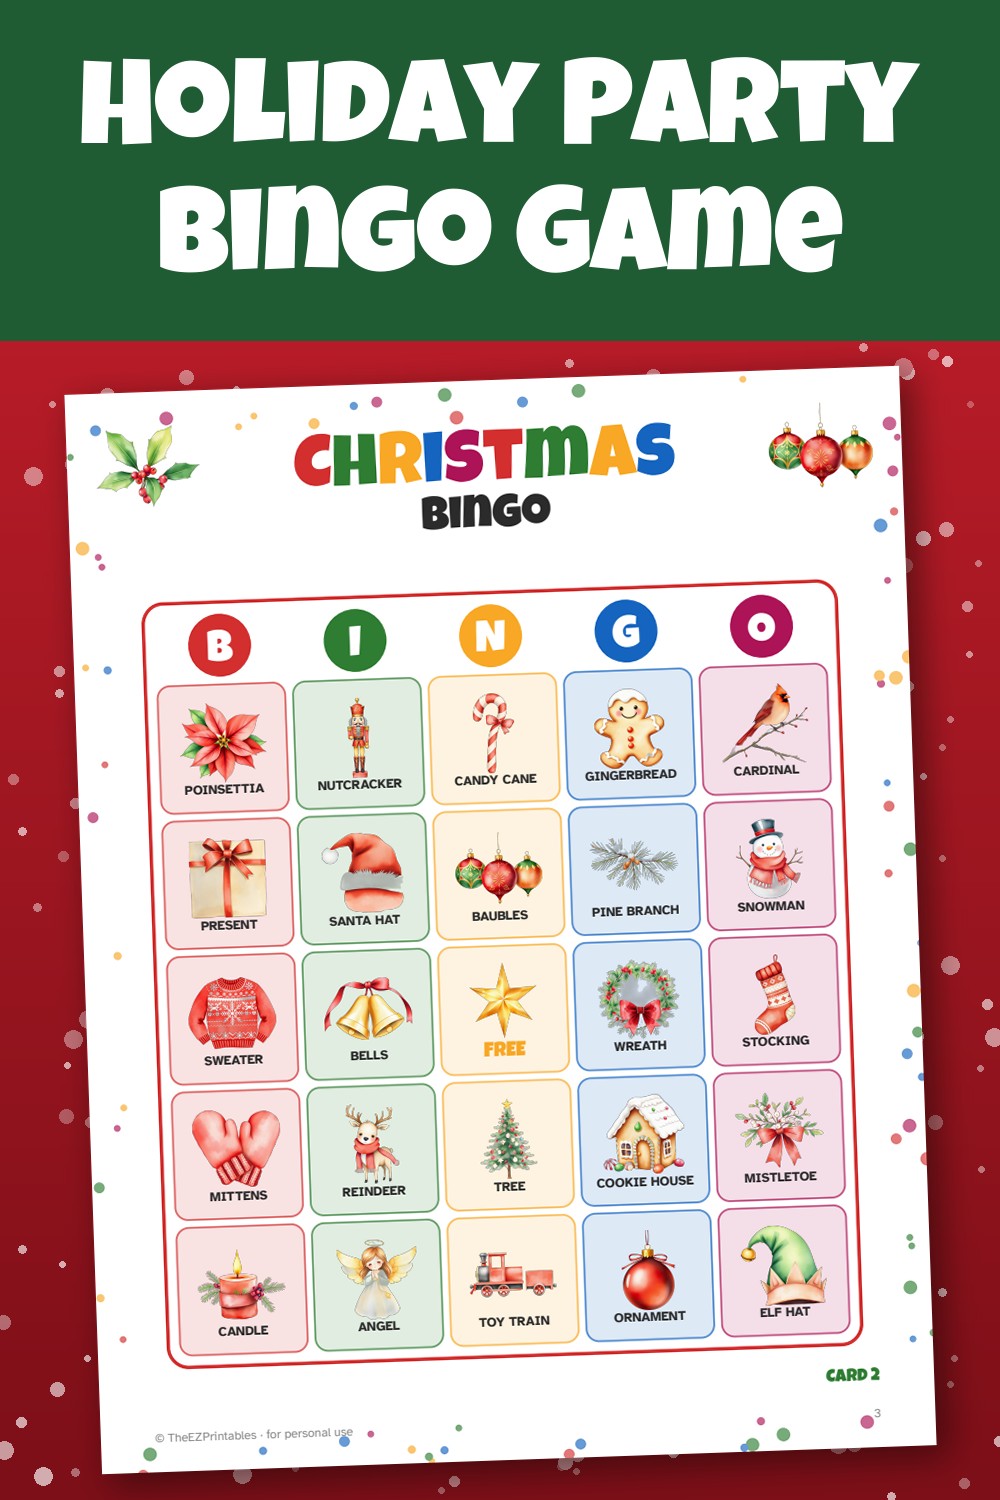 HOLIDAY PARTY
BINGO GAME
CHRISTMAS
BINGO
B I N G O
POINSETTIA NUTCRACKER CANDY CANE GINGERBREAD CARDINAL
PRESENT SANTA HAT BAUBLES PINE BRANCH SNOWMAN
SWEATER BELLS FREE WREATH STOCKING
MITTENS REINDEER TREE COOKIE HOUSE MISTLETOE
CANDLE ANGEL TOY TRAIN ORNAMENT ELF HAT
CARD 2
3
© TheEZPrintables · for personal use